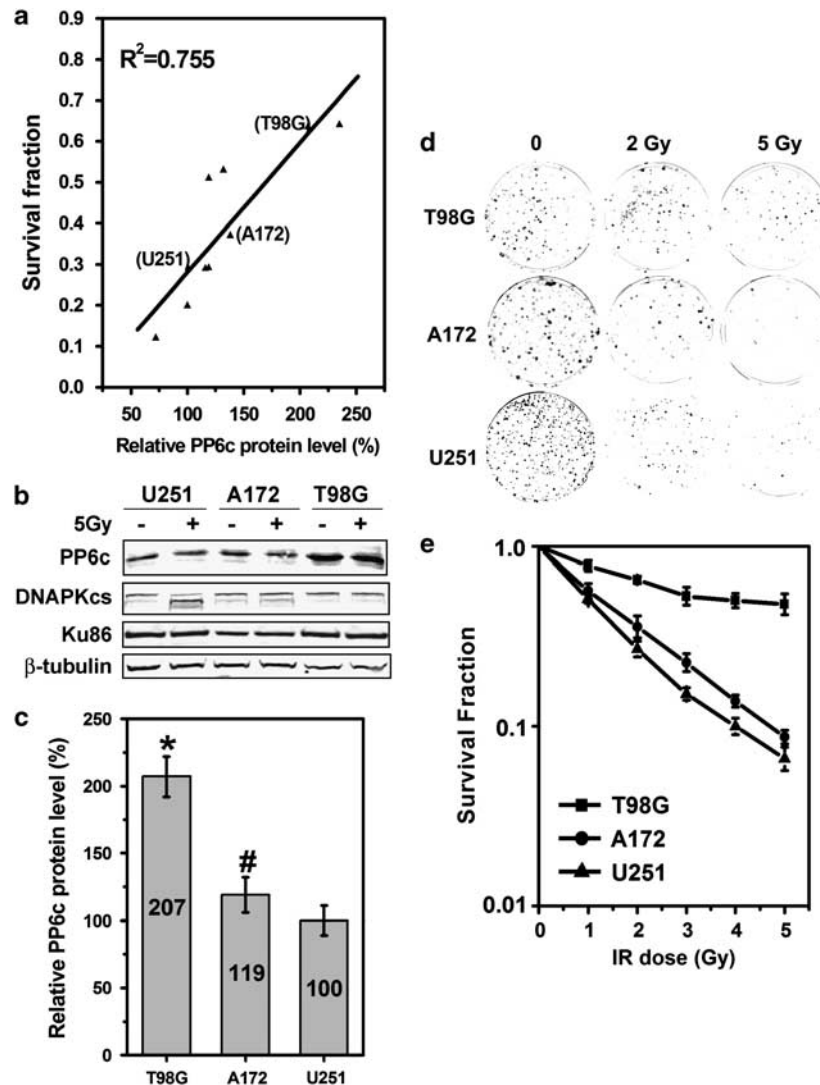 a
0.9
0.8
0.7
0.6
0.5
0.4
0.3
0.2
0.1
0.0
Survival fraction
R²=0.755
(T98G)
(A172)
(U251)
50 75 100 125 150 175 200 225 250
Relative PP6c protein level (%)
b
U251 A172 T98G
5Gy - + - + - +
PP6c
DNAPKcs
Ku86
β-tubulin
c
250
200
150
100
50
0
Relative PP6c protein level (%)
*
#
207
119
100
T98G A172 U251
d
0 2 Gy 5 Gy
T98G
A172
U251
e
1.0
0.1
0.01
Survival Fraction
T98G
A172
U251
0 1 2 3 4 5
IR dose (Gy)